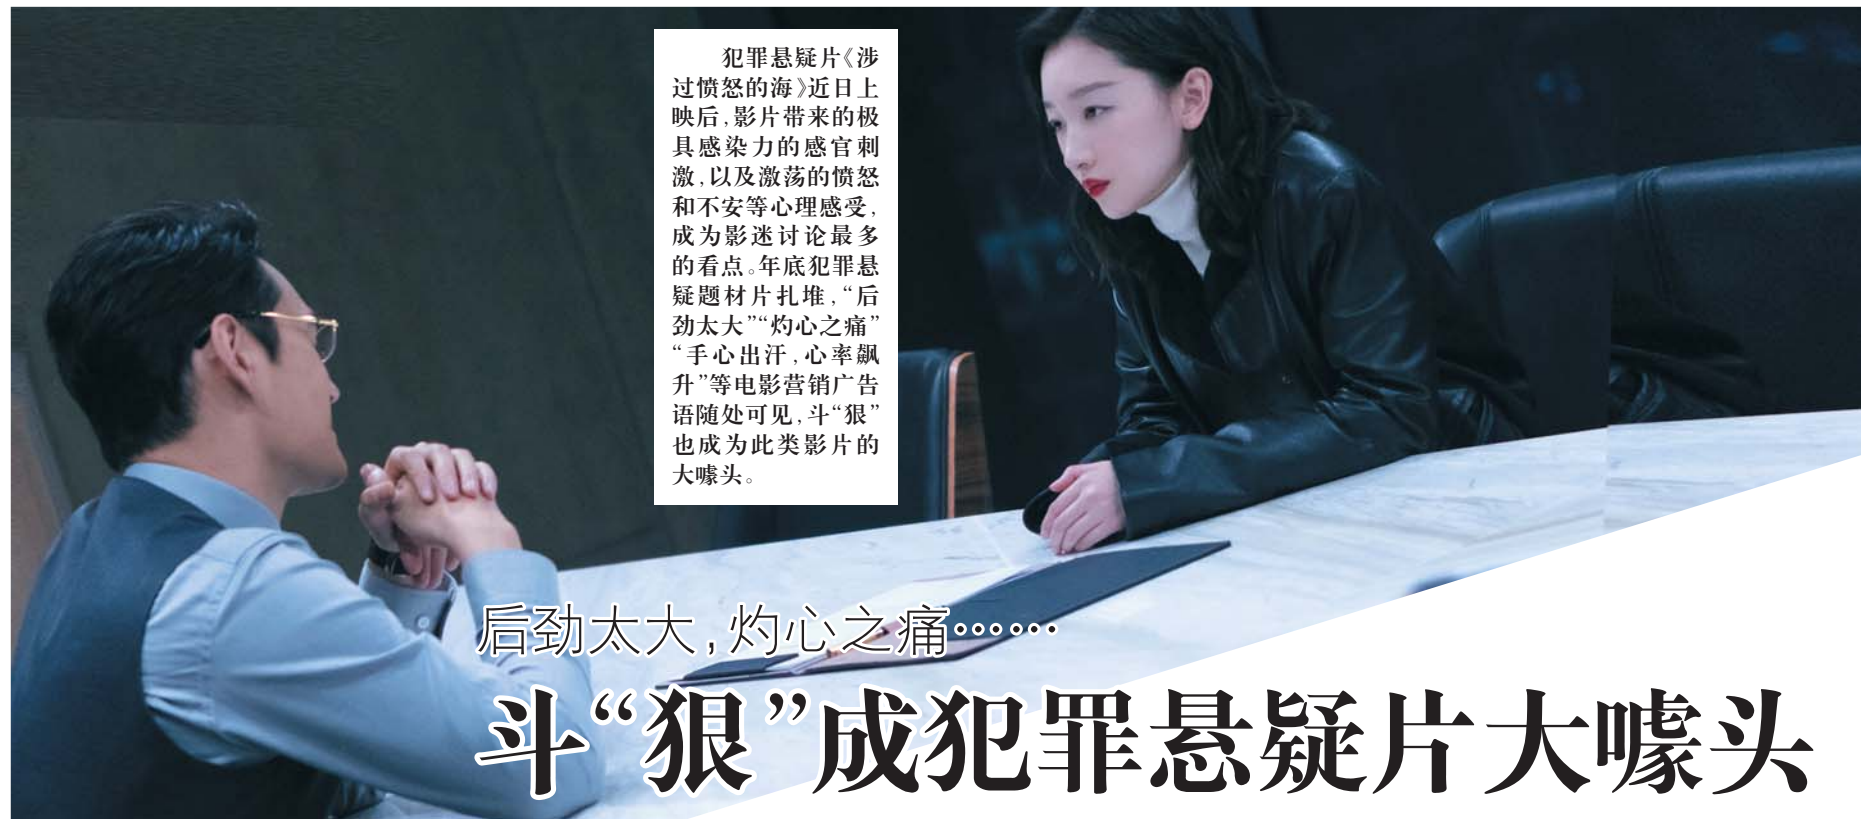 犯罪悬疑片《涉
过愤怒的海》近日上
映后,影片带来的极
具感染力的感官刺
激,以及激荡的愤怒
和不安等心理感受,
成为影迷讨论最多
的看点。年底犯罪悬
疑题材片扎堆,“后
劲太大”“灼心之痛”
“手心出汗,心率飙
升”等电影营销广告
语随处可见,斗“狠”
也成为此类影片的
大噱头。
后劲太大,灼心之痛……
斗“狠”成犯罪悬疑片大噱头